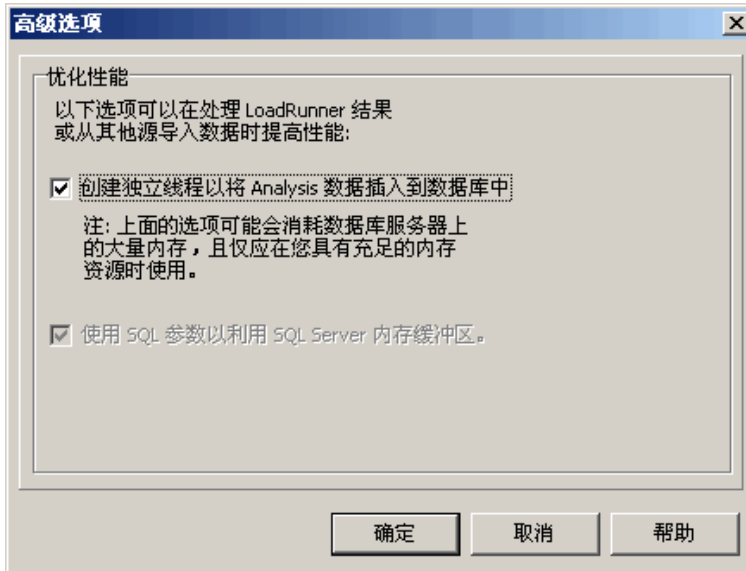 高级选项
优化性能
以下选项可以在处理 LoadRunner 结果
或从其他源导入数据时提高性能:
创建独立线程以将 Analysis 数据插入到数据库中
注: 上面的选项可能会消耗数据库服务器上
的大量内存，且仅应在您具有充足的内存
资源时使用。
使用 SQL 参数以利用 SQL Server 内存缓冲区。
确定 取消 帮助